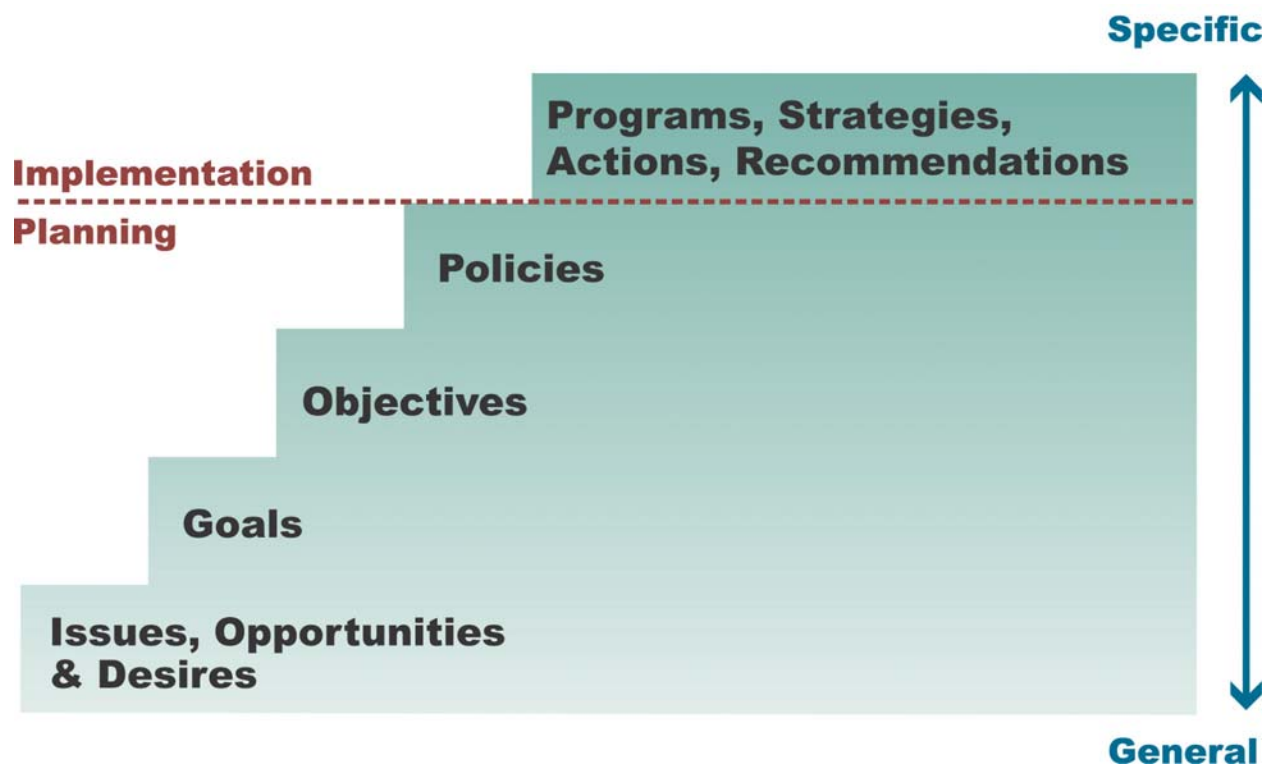 Specific
Programs, Strategies,
Actions, Recommendations
Implementation
Planning
Policies
Objectives
Goals
Issues, Opportunities
& Desires
General